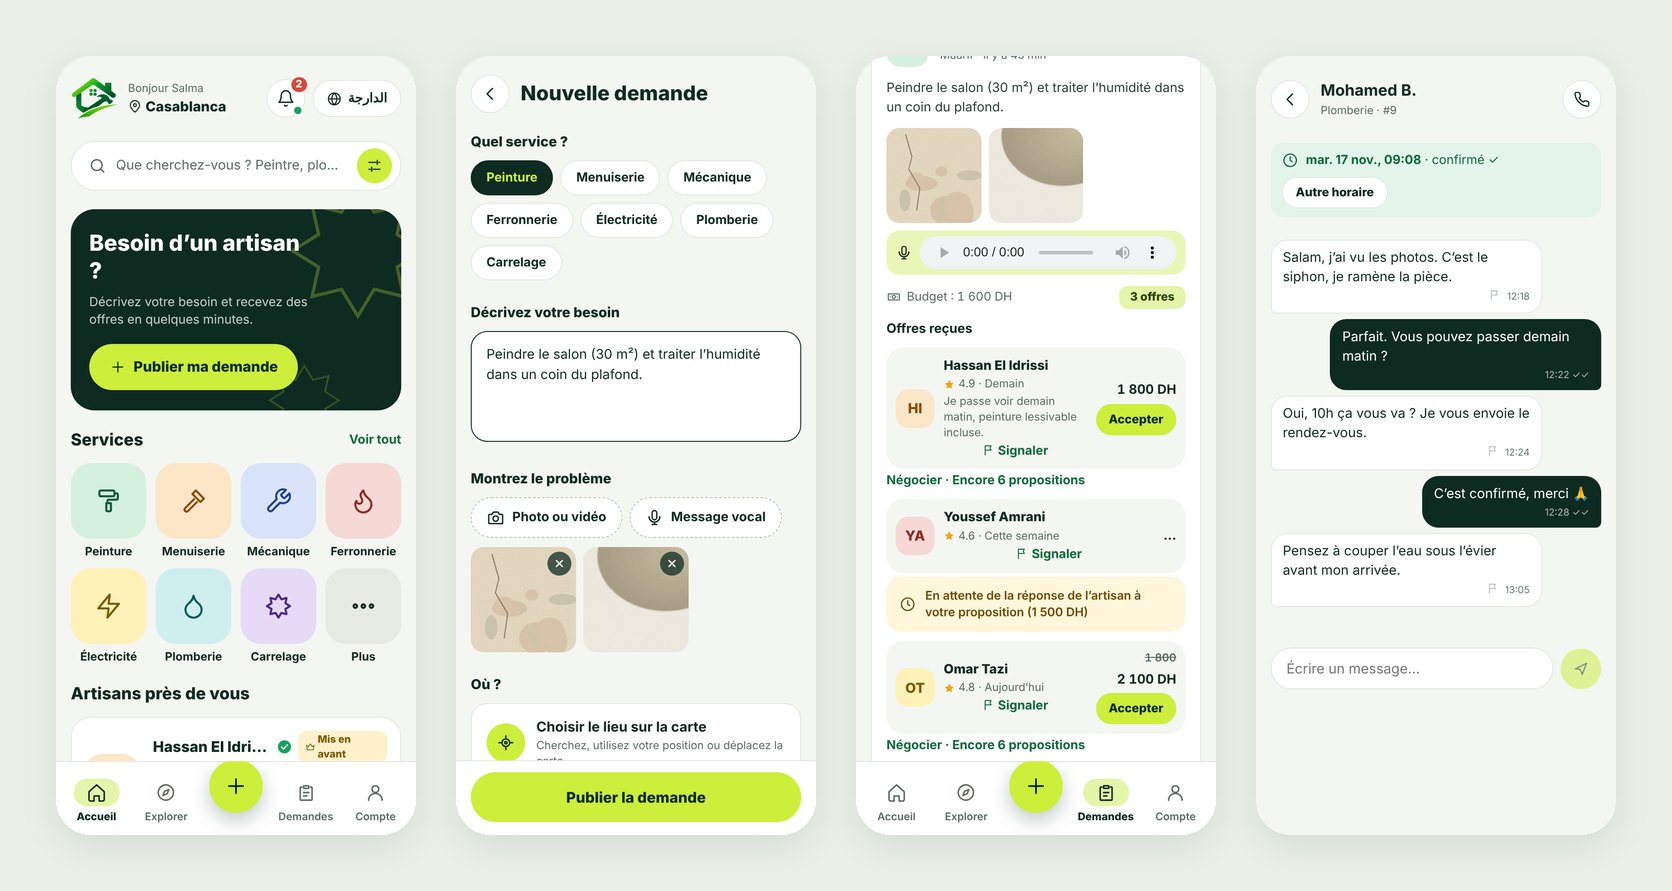 Bonjour Salma
Casablanca
2
الدارجة
Que cherchez-vous ? Peintre, plo...
Besoin d’un artisan
?
Décrivez votre besoin et recevez des
offres en quelques minutes.
+ Publier ma demande
Services
Voir tout
Peinture
Menuiserie
Mécanique
Ferronnerie
Électricité
Plomberie
Carrelage
Plus
Artisans près de vous
Hassan El Idri...
Mis en
avant
Accueil
Explorer
Demandes
Compte
Nouvelle demande
Quel service ?
Peinture
Menuiserie
Mécanique
Ferronnerie
Électricité
Plomberie
Carrelage
Décrivez votre besoin
Peindre le salon (30 m²) et traiter l’humidité
dans un coin du plafond.
Montrez le problème
Photo ou vidéo
Message vocal
Où ?
Choisir le lieu sur la carte
Cherchez, utilisez votre position ou déplacez la
Publier la demande
Peindre le salon (30 m²) et traiter l’humidité dans
un coin du plafond.
0:00 / 0:00
Budget : 1 600 DH
3 offres
Offres reçues
HI
Hassan El Idrissi
4.9 · Demain
Je passe voir demain
matin, peinture lessivable
incluse.
Signaler
1 800 DH
Accepter
Négocier · Encore 6 propositions
YA
Youssef Amrani
4.6 · Cette semaine
Signaler
...
En attente de la réponse de l’artisan à
votre proposition (1 500 DH)
OT
Omar Tazi
4.8 · Aujourd’hui
Signaler
1 800
2 100 DH
Accepter
Négocier · Encore 6 propositions
Accueil
Explorer
Demandes
Compte
Mohamed B.
Plomberie · #9
mar. 17 nov., 09:08 · confirmé ✓
Autre horaire
Salam, j’ai vu les photos. C’est le
siphon, je ramène la pièce.
12:18
Parfait. Vous pouvez passer demain
matin ?
12:22 ✓✓
Oui, 10h ça vous va ? Je vous envoie le
rendez-vous.
12:24
C’est confirmé, merci 🙏
12:28 ✓✓
Pensez à couper l’eau sous l’évier
avant mon arrivée.
13:05
Écrire un message...